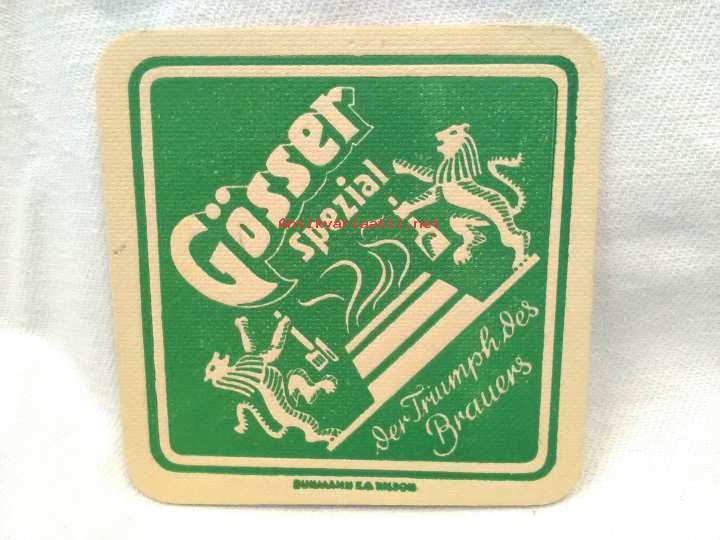 Gösser
spezial
Antikvariaatti.net
der Triumph des
Brauers